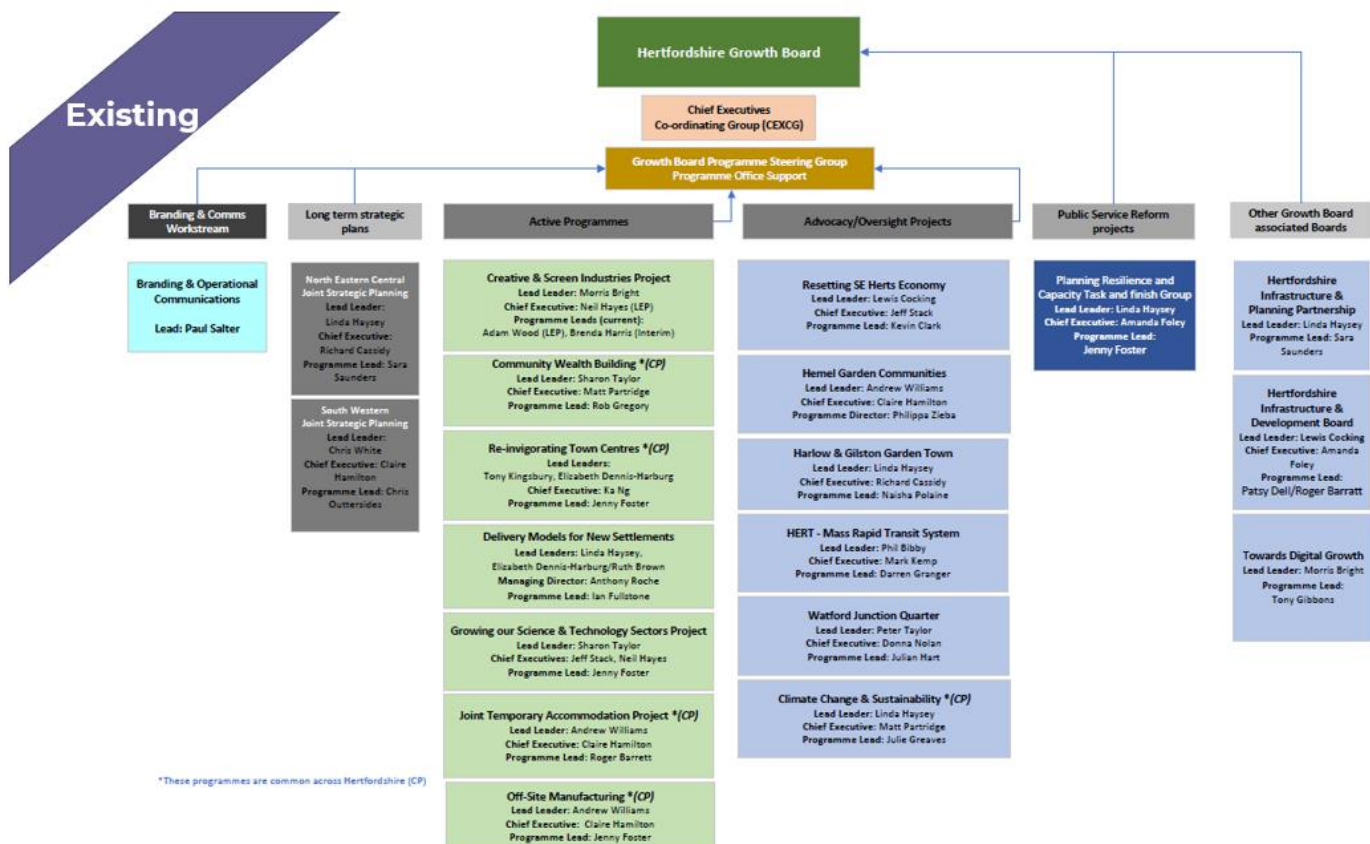 Existing
Hertfordshire Growth Board
Chief Executives
Co-ordinating Group (CEXCG)
Growth Board Programme Steering Group
Programme Office Support
Branding & Comms
Workstream
Branding & Operational
Communications
Lead: Paul Salter
Long term strategic
plans
North Eastern Central
Joint Strategic Planning
Lead Leader:
Linda Haysey
Chief Executive:
Richard Cassidy
Programme Lead: Sara
Saunders
South Western
Joint Strategic Planning
Lead Leader:
Chris White
Chief Executive: Claire
Hamilton
Programme Lead: Chris
Outtersides
Active Programmes
Creative & Screen Industries Project
Lead Leader: Morris Bright
Chief Executive: Neil Hayes (LEP)
Programme Leads (current):
Adam Wood (LEP), Brenda Harris (Interim)
Community Wealth Building *(CP)
Lead Leader: Sharon Taylor
Chief Executive: Matt Partridge
Programme Lead: Rob Gregory
Re-invigorating Town Centres *(CP)
Lead Leaders:
Tony Kingsbury, Elizabeth Dennis-Harburg
Chief Executive: Ka Ng
Programme Lead: Jenny Foster
Delivery Models for New Settlements
Lead Leaders: Linda Haysey,
Elizabeth Dennis-Harburg/Ruth Brown
Managing Director: Anthony Roche
Programme Lead: Ian Fullstone
Growing our Science & Technology Sectors Project
Lead Leader: Sharon Taylor
Chief Executives: Jeff Stack, Neil Hayes
Programme Lead: Jenny Foster
Joint Temporary Accommodation Project *(CP)
Lead Leader: Andrew Williams
Chief Executive: Claire Hamilton
Programme Lead: Roger Barrett
Off-Site Manufacturing *(CP)
Lead Leader: Andrew Williams
Chief Executive: Claire Hamilton
Programme Lead: Jenny Foster
Advocacy/Oversight Projects
Resetting SE Herts Economy
Lead Leader: Lewis Cocking
Chief Executive: Jeff Stack
Programme Lead: Kevin Clark
Hemel Garden Communities
Lead Leader: Andrew Williams
Chief Executive: Claire Hamilton
Programme Director: Philippa Zieba
Harlow & Gilston Garden Town
Lead Leader: Linda Haysey
Chief Executive: Richard Cassidy
Programme Lead: Naisha Polaine
HERT - Mass Rapid Transit System
Lead Leader: Phil Bibby
Chief Executive: Mark Kemp
Programme Lead: Darren Granger
Watford Junction Quarter
Lead Leader: Peter Taylor
Chief Executive: Donna Nolan
Programme Lead: Julian Hart
Climate Change & Sustainability *(CP)
Lead Leader: Linda Haysey
Chief Executive: Matt Partridge
Programme Lead: Julie Greaves
Public Service Reform
projects
Planning Resilience and
Capacity Task and finish Group
Lead Leader: Linda Haysey
Chief Executive: Amanda Foley
Programme Lead:
Jenny Foster
Other Growth Board
associated Boards
Hertfordshire
Infrastructure &
Planning Partnership
Lead Leader: Linda Haysey
Programme Lead: Sara
Saunders
Hertfordshire
Infrastructure &
Development Board
Lead Leader: Lewis Cocking
Chief Executive: Amanda
Foley
Programme Lead:
Patsy Dell/Roger Barratt
Towards Digital Growth
Lead Leader: Morris Bright
Programme Lead:
Tony Gibbons
*These programmes are common across Hertfordshire (CP)